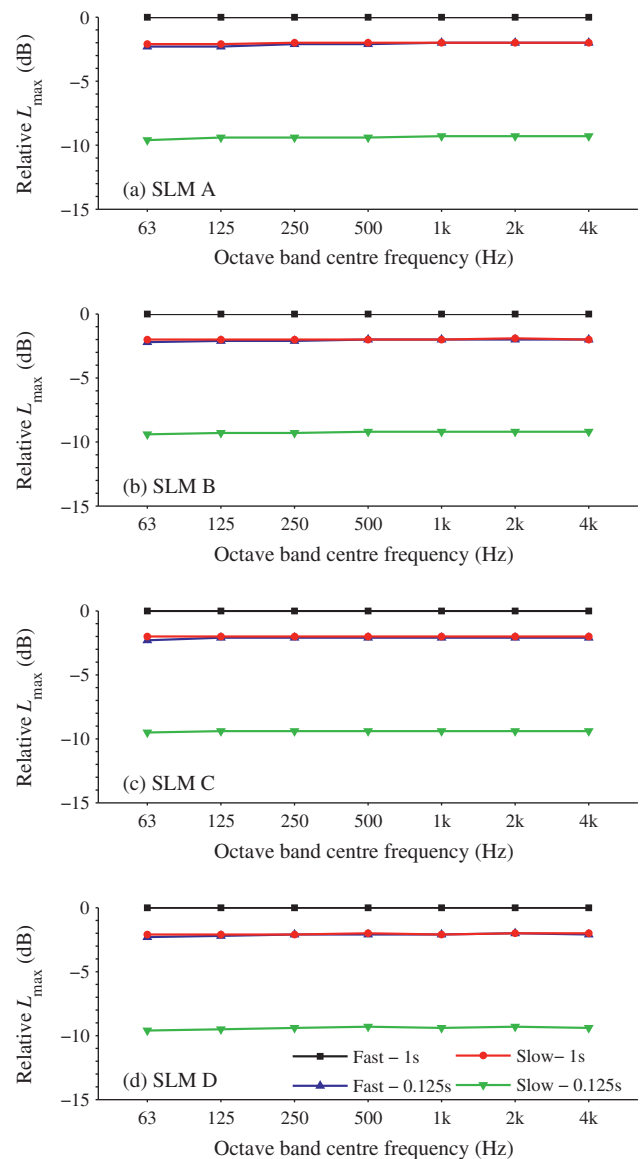 0
−5
−10
−15
Relative Lmax (dB)
(a) SLM A
63 125 250 500 1k 2k 4k
Octave band centre frequency (Hz)
0
−5
−10
−15
Relative Lmax (dB)
(b) SLM B
63 125 250 500 1k 2k 4k
Octave band centre frequency (Hz)
0
−5
−10
−15
Relative Lmax (dB)
(c) SLM C
63 125 250 500 1k 2k 4k
Octave band centre frequency (Hz)
0
−5
−10
−15
Relative Lmax (dB)
Fast − 1s Slow− 1s
Fast − 0.125s Slow − 0.125s
(d) SLM D
63 125 250 500 1k 2k 4k
Octave band centre frequency (Hz)